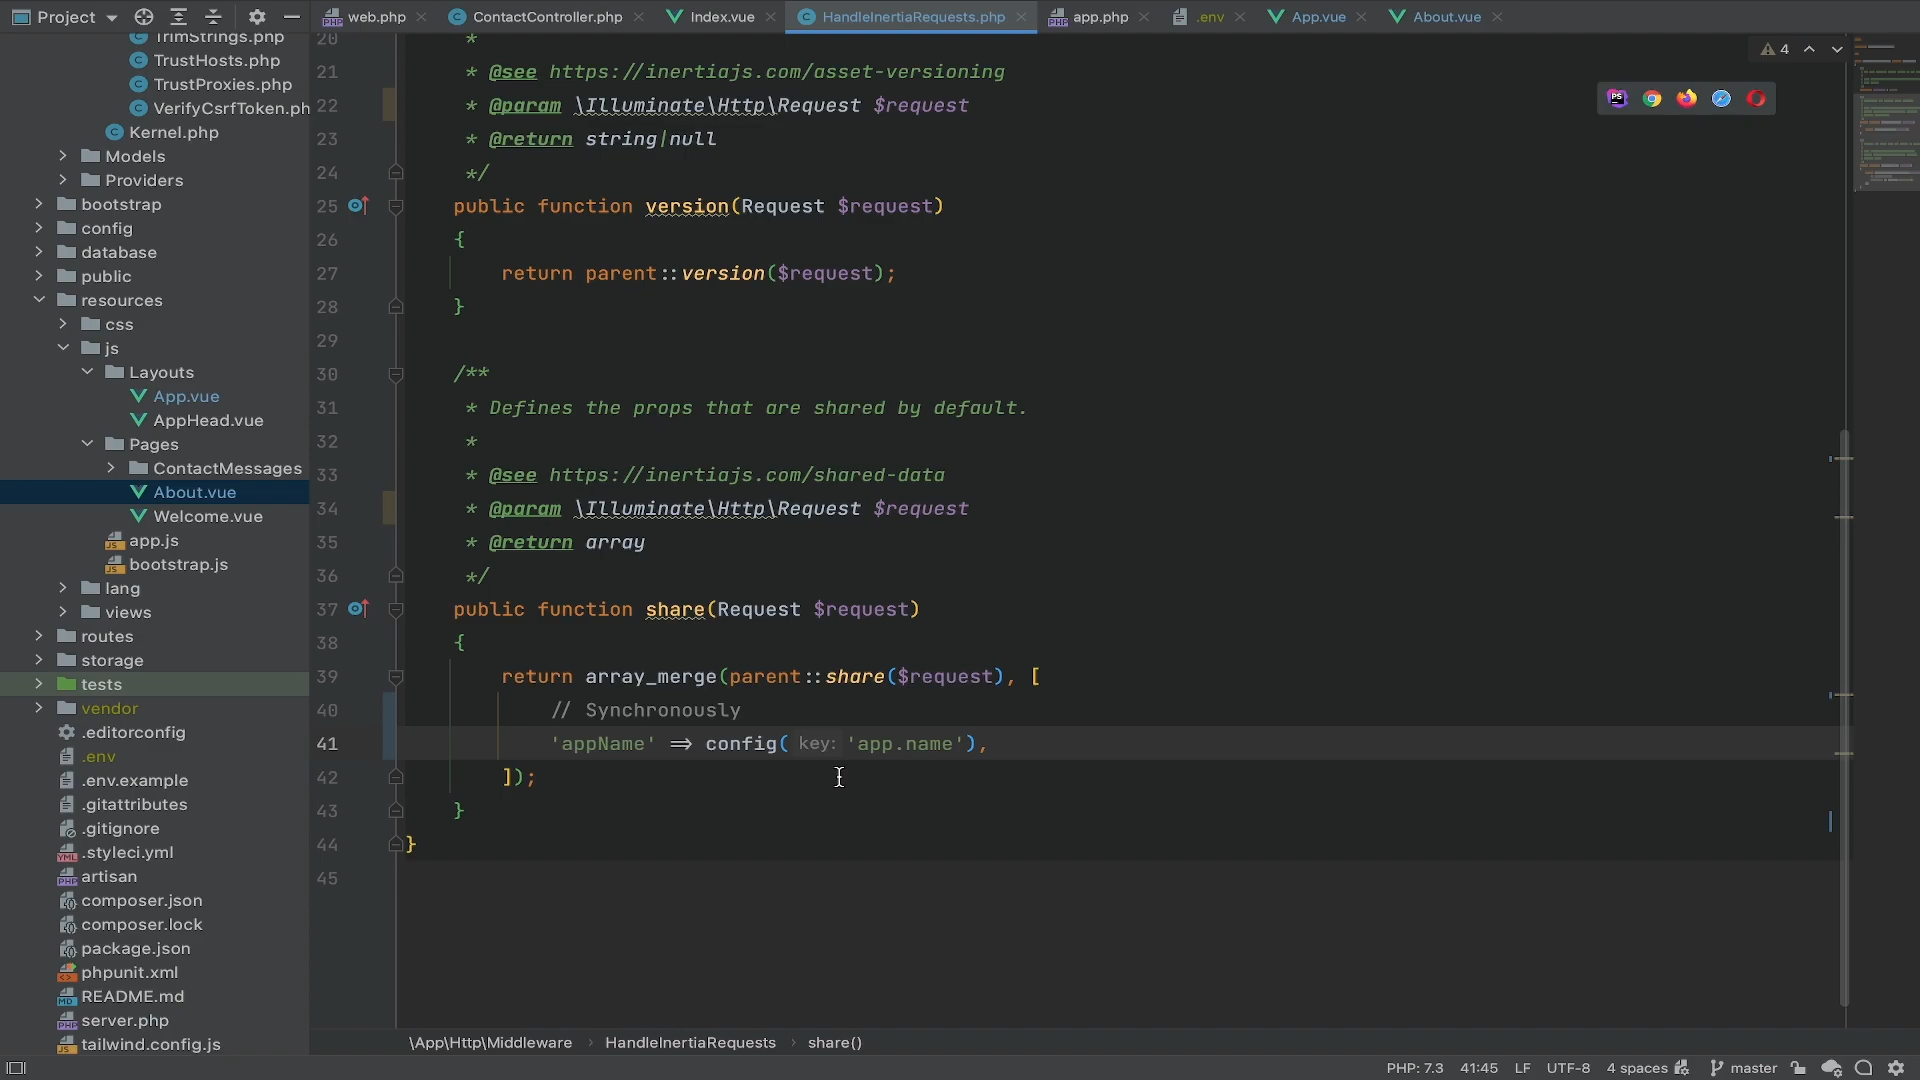 Project
web.php
ContactController.php
Index.vue
HandleInertiaRequests.php
app.php
.env
App.vue
About.vue
TrimStrings.php
TrustHosts.php
TrustProxies.php
VerifyCsrfToken.ph
Kernel.php
Models
Providers
bootstrap
config
database
public
resources
css
js
Layouts
App.vue
AppHead.vue
Pages
ContactMessages
About.vue
Welcome.vue
app.js
bootstrap.js
lang
views
routes
storage
tests
vendor
.editorconfig
.env
.env.example
.gitattributes
.gitignore
.styleci.yml
artisan
composer.json
composer.lock
package.json
phpunit.xml
README.md
server.php
tailwind.config.js
4
20 *
21 * @see https://inertiajs.com/asset-versioning
22 * @param \Illuminate\Http\Request $request
23 * @return string|null
24 */
25 public function version(Request $request)
26 {
27 return parent::version($request);
28 }
29
30 /**
31 * Defines the props that are shared by default.
32 *
33 * @see https://inertiajs.com/shared-data
34 * @param \Illuminate\Http\Request $request
35 * @return array
36 */
37 public function share(Request $request)
38 {
39 return array_merge(parent::share($request), [
40 // Synchronously
41 'appName' => config( key: 'app.name'),
42 ]);
43 }
44 }
45
\App\Http\Middleware › HandleInertiaRequests › share()
PHP: 7.3 41:45 LF UTF-8 4 spaces master